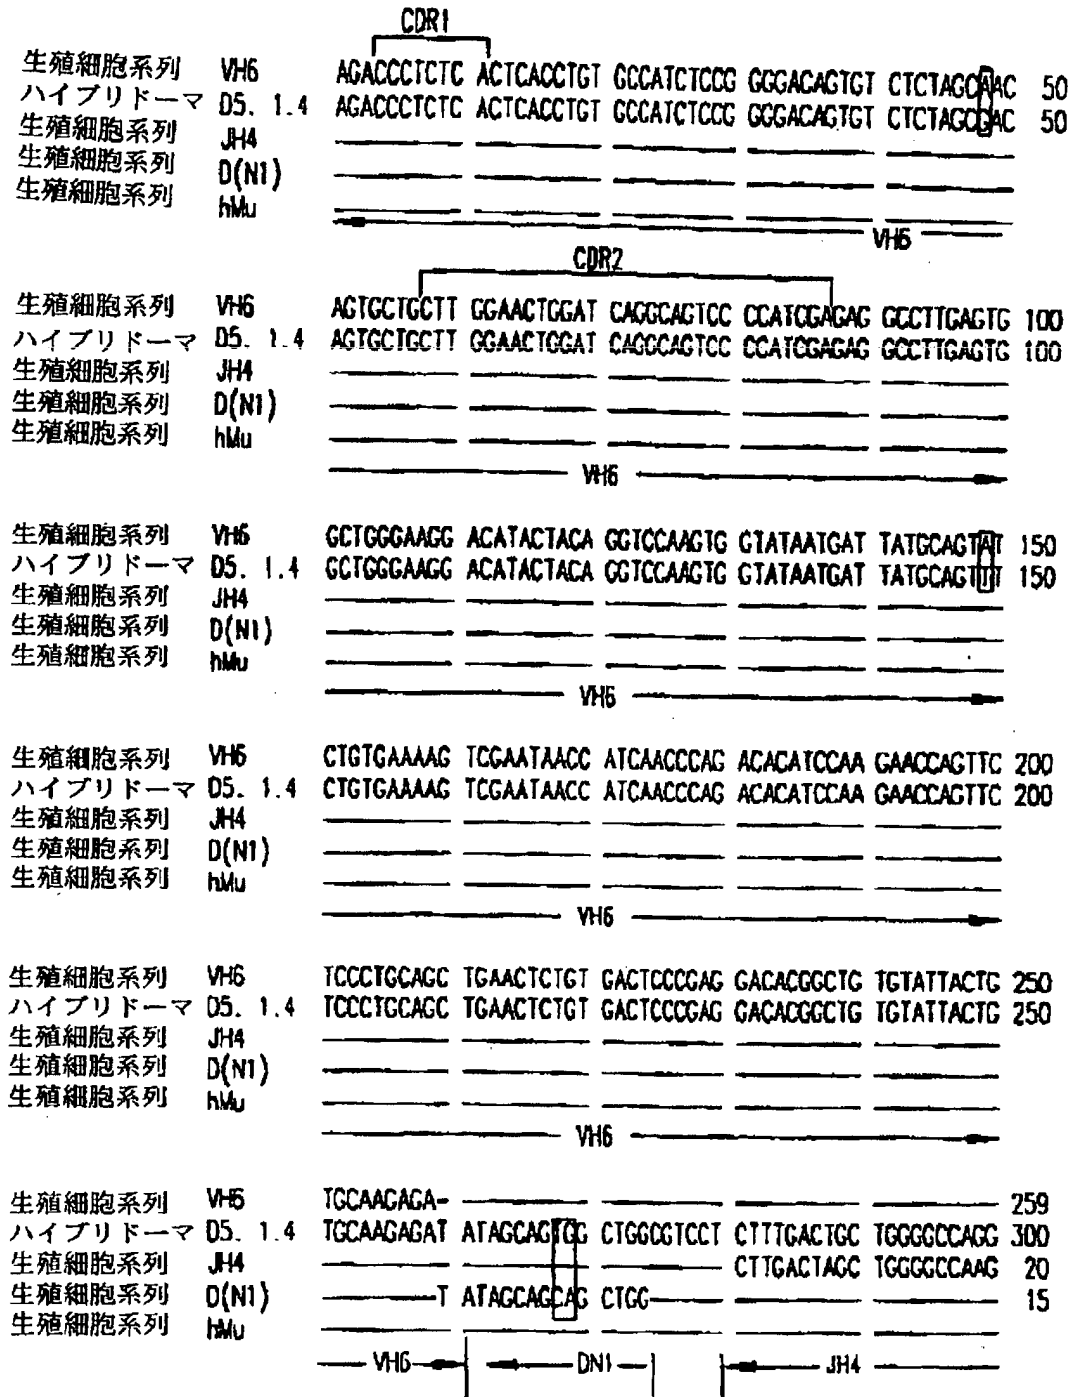 CDR1
生殖細胞系列 VH6 AGACCCTCTC ACTCACCTGT GCCATCTCCG GGGACAGTGT CTCTAGCAAC 50
ハイブリドーマ D5. 1.4 AGACCCTCTC ACTCACCTGT GCCATCTCCG GGGACAGTGT CTCTAGCGAC 50
生殖細胞系列 JH4
生殖細胞系列 D(N1)
生殖細胞系列 hMu
VH6
CDR2
生殖細胞系列 VH6 AGTGCTGCTT GGAACTGGAT CAGGCAGTCC CCATCGAGAG GCCTTGAGTG 100
ハイブリドーマ D5. 1.4 AGTGCTGCTT GGAACTGGAT CAGGCAGTCC CCATCGAGAG GCCTTGAGTG 100
生殖細胞系列 JH4
生殖細胞系列 D(N1)
生殖細胞系列 hMu
VH6
生殖細胞系列 VH6 GCTGGGAAGG ACATACTACA GGTCCAAGTG GTATAATGAT TATGCAGTAT 150
ハイブリドーマ D5. 1.4 GCTGGGAAGG ACATACTACA GGTCCAAGTG GTATAATGAT TATGCAGTTT 150
生殖細胞系列 JH4
生殖細胞系列 D(N1)
生殖細胞系列 hMu
VH6
生殖細胞系列 VH6 CTGTGAAAAG TCGAATAACC ATCAACCCAG ACACATCCAA GAACCAGTTC 200
ハイブリドーマ D5. 1.4 CTGTGAAAAG TCGAATAACC ATCAACCCAG ACACATCCAA GAACCAGTTC 200
生殖細胞系列 JH4
生殖細胞系列 D(N1)
生殖細胞系列 hMu
VH6
生殖細胞系列 VH6 TCCCTGCAGC TGAACTCTGT GACTCCCGAG GACACGGCTG TGTATTACTG 250
ハイブリドーマ D5. 1.4 TCCCTGCAGC TGAACTCTGT GACTCCCGAG GACACGGCTG TGTATTACTG 250
生殖細胞系列 JH4
生殖細胞系列 D(N1)
生殖細胞系列 hMu
VH6
生殖細胞系列 VH6 TGCAAGAGA- 259
ハイブリドーマ D5. 1.4 TGCAAGAGAT ATAGCAGTGG CTGGCGTCCT CTTTGACTGC TGGGGCCAGG 300
生殖細胞系列 JH4 CTTGACTAGC TGGGGCCAAG 20
生殖細胞系列 D(N1) T ATAGCAGCAG CTGG 15
生殖細胞系列 hMu
VH6 DN1 JH4